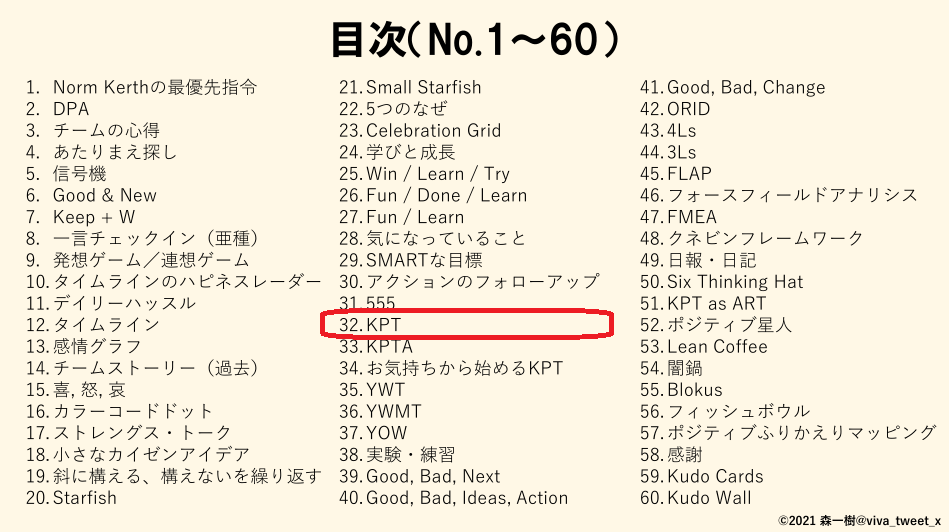 目次(No.1～60)
1. Norm Kerthの最優先指令
2. DPA
3. チームの心得
4. あたりまえ探し
5. 信号機
6. Good & New
7. Keep + W
8. 一言チェックイン（亜種）
9. 発想ゲーム／連想ゲーム
10. タイムラインのハピネスレーダー
11. デイリーハッスル
12. タイムライン
13. 感情グラフ
14. チームストーリー（過去）
15. 喜, 怒, 哀
16. カラーコードドット
17. ストレングス・トーク
18. 小さなカイゼンアイデア
19. 斜に構える、構えないを繰り返す
20. Starfish
21. Small Starfish
22. 5つのなぜ
23. Celebration Grid
24. 学びと成長
25. Win / Learn / Try
26. Fun / Done / Learn
27. Fun / Learn
28. 気になっていること
29. SMARTな目標
30. アクションのフォローアップ
31. 555
32. KPT
33. KPTA
34. お気持ちから始めるKPT
35. YWT
36. YWMT
37. YOW
38. 実験・練習
39. Good, Bad, Next
40. Good, Bad, Ideas, Action
41. Good, Bad, Change
42. ORID
43. 4Ls
44. 3Ls
45. FLAP
46. フォースフィールドアナリシス
47. FMEA
48. クネビンフレームワーク
49. 日報・日記
50. Six Thinking Hat
51. KPT as ART
52. ポジティブ星人
53. Lean Coffee
54. 闇鍋
55. Blokus
56. フィッシュボウル
57. ポジティブふりかえりマッピング
58. 感謝
59. Kudo Cards
60. Kudo Wall
©2021 森一樹@viva_tweet_x